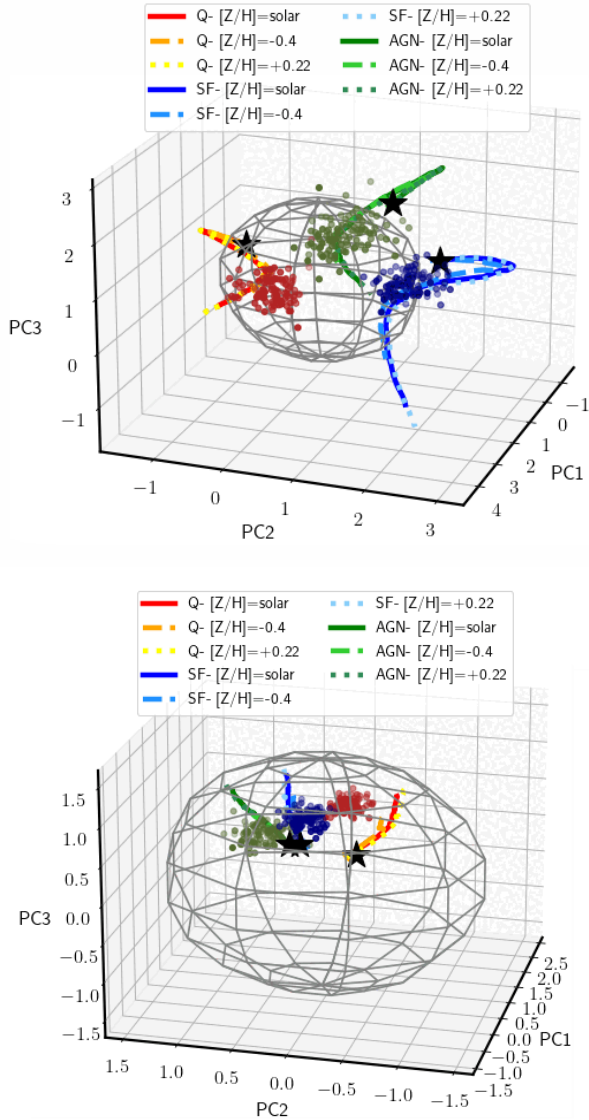 Q- [Z/H]=solar
Q- [Z/H]=-0.4
Q- [Z/H]=+0.22
SF- [Z/H]=solar
SF- [Z/H]=-0.4
SF- [Z/H]=+0.22
AGN- [Z/H]=solar
AGN- [Z/H]=-0.4
AGN- [Z/H]=+0.22
3
2
1
0
−1
PC3
−1
0
1
2
3
PC2
−1
0
1
2
3
4
PC1
Q- [Z/H]=solar
Q- [Z/H]=-0.4
Q- [Z/H]=+0.22
SF- [Z/H]=solar
SF- [Z/H]=-0.4
SF- [Z/H]=+0.22
AGN- [Z/H]=solar
AGN- [Z/H]=-0.4
AGN- [Z/H]=+0.22
1.5
1.0
0.5
0.0
−0.5
−1.0
−1.5
PC3
1.5
1.0
0.5
0.0
−0.5
−1.0
−1.5
PC2
2.5
2.0
1.5
1.0
0.5
0.0
−0.5
−1.0
−1.5
PC1